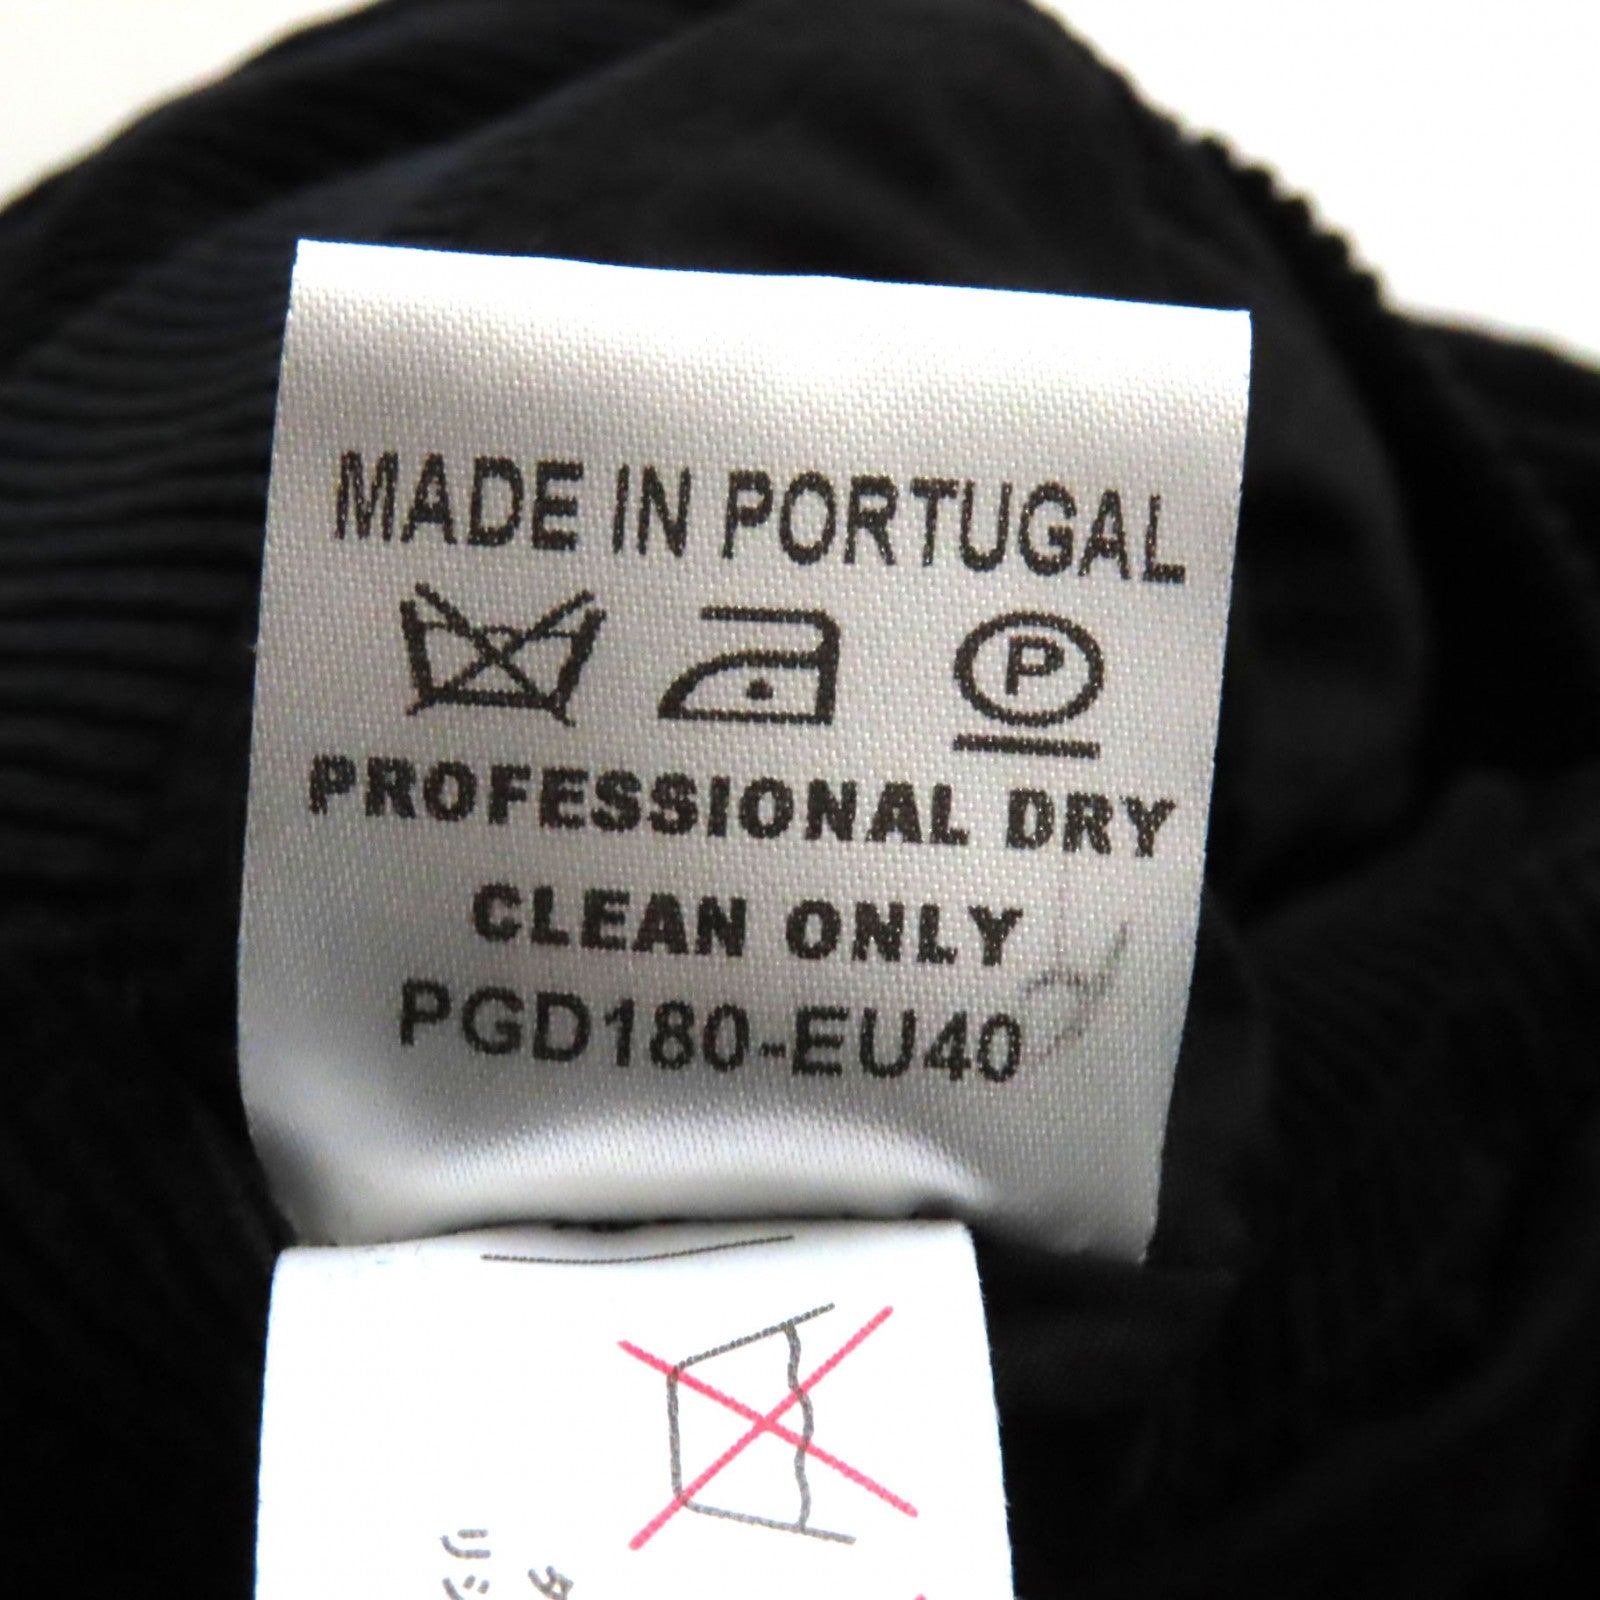 MADE IN PORTUGAL
P
PROFESSIONAL DRY
CLEAN ONLY
PGD180-EU40